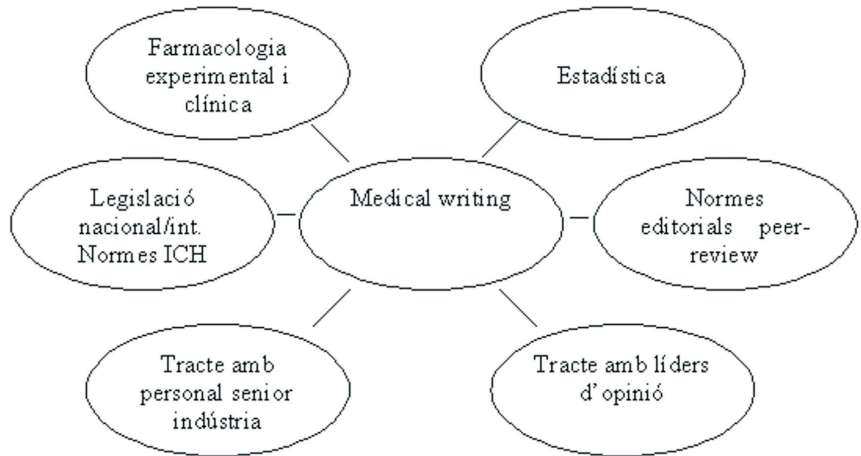 Farmacologia
experimental i
clínica
Estadística
Legislació
nacional/int.
Normes ICH
Medical writing
Normes
editorials peer-
review
Tracte amb
personal senior
indústria
Tracte amb líders
d'opinió